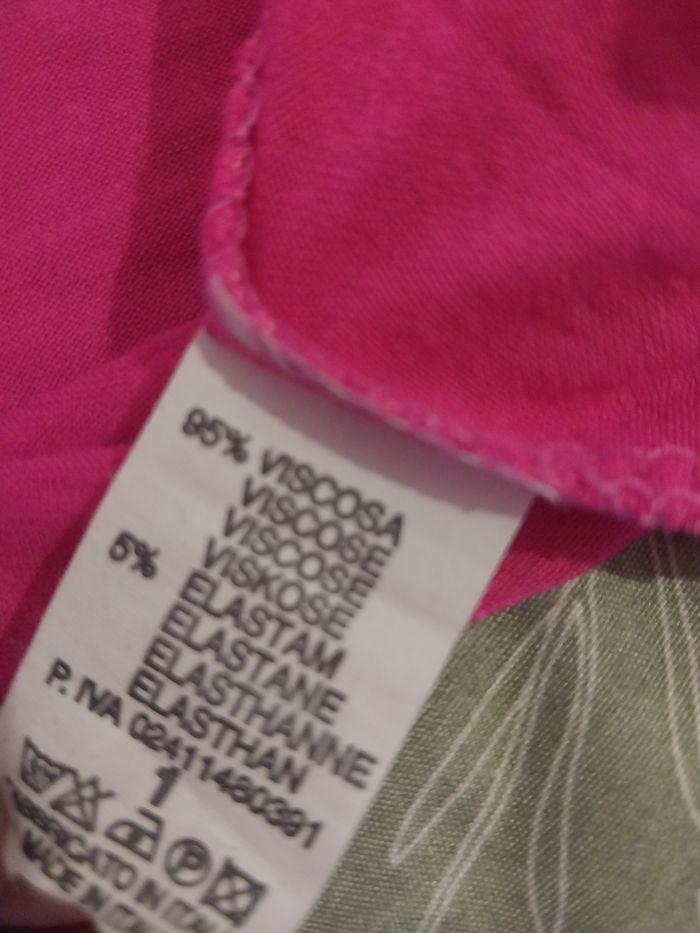 95% VISCOSA
VISCOSE
VISCOSE
VISKOSE
5% ELASTAM
ELASTANE
ELASTHANNE
ELASTHAN
P. IVA 02411480391
1
P
FABBRICATO IN ITALIA
MADE IN ITALY